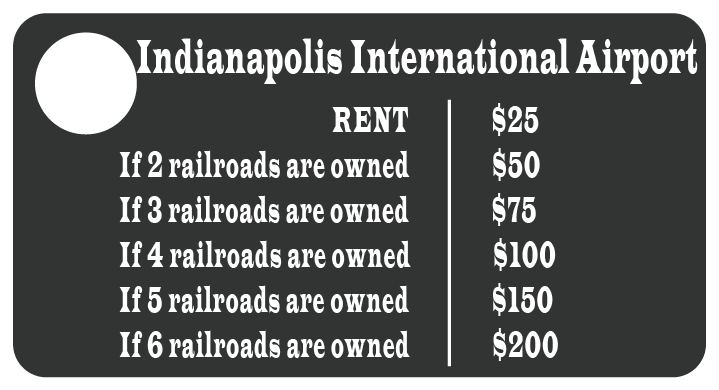 Indianapolis International Airport
RENT $25
If 2 railroads are owned $50
If 3 railroads are owned $75
If 4 railroads are owned $100
If 5 railroads are owned $150
If 6 railroads are owned $200